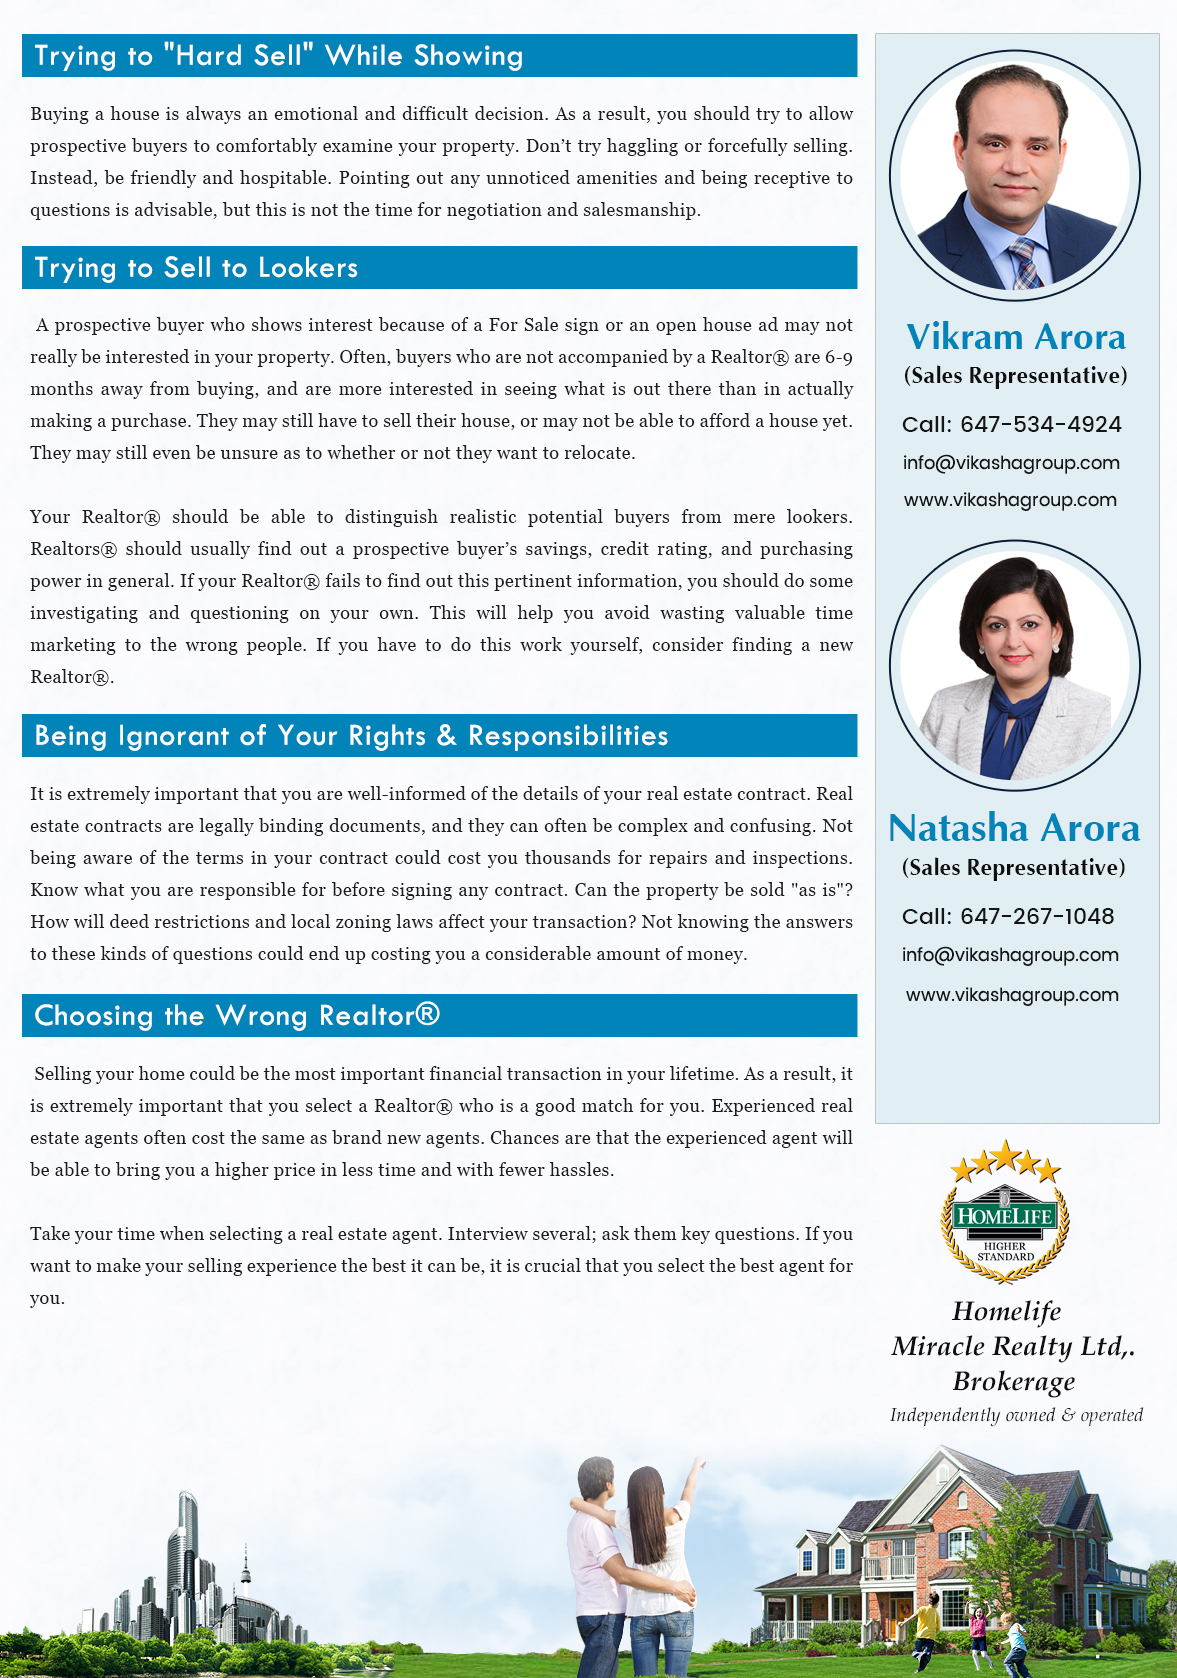 Trying to "Hard Sell" While Showing
Buying a house is always an emotional and difficult decision. As a result, you should try to allow
prospective buyers to comfortably examine your property. Don’t try haggling or forcefully selling.
Instead, be friendly and hospitable. Pointing out any unnoticed amenities and being receptive to
questions is advisable, but this is not the time for negotiation and salesmanship.
Trying to Sell to Lookers
A prospective buyer who shows interest because of a For Sale sign or an open house ad may not
really be interested in your property. Often, buyers who are not accompanied by a Realtor® are 6-9
months away from buying, and are more interested in seeing what is out there than in actually
making a purchase. They may still have to sell their house, or may not be able to afford a house yet.
They may still even be unsure as to whether or not they want to relocate.
Your Realtor® should be able to distinguish realistic potential buyers from mere lookers.
Realtors® should usually find out a prospective buyer’s savings, credit rating, and purchasing
power in general. If your Realtor® fails to find out this pertinent information, you should do some
investigating and questioning on your own. This will help you avoid wasting valuable time
marketing to the wrong people. If you have to do this work yourself, consider finding a new
Realtor®.
Being Ignorant of Your Rights & Responsibilities
It is extremely important that you are well-informed of the details of your real estate contract. Real
estate contracts are legally binding documents, and they can often be complex and confusing. Not
being aware of the terms in your contract could cost you thousands for repairs and inspections.
Know what you are responsible for before signing any contract. Can the property be sold "as is"?
How will deed restrictions and local zoning laws affect your transaction? Not knowing the answers
to these kinds of questions could end up costing you a considerable amount of money.
Choosing the Wrong Realtor®
Selling your home could be the most important financial transaction in your lifetime. As a result, it
is extremely important that you select a Realtor® who is a good match for you. Experienced real
estate agents often cost the same as brand new agents. Chances are that the experienced agent will
be able to bring you a higher price in less time and with fewer hassles.
Take your time when selecting a real estate agent. Interview several; ask them key questions. If you
want to make your selling experience the best it can be, it is crucial that you select the best agent for
you.
Vikram Arora
(Sales Representative)
Call: 647-534-4924
info@vikashagroup.com
www.vikashagroup.com
Natasha Arora
(Sales Representative)
Call: 647-267-1048
info@vikashagroup.com
www.vikashagroup.com
HOMELIFE
HIGHER
STANDARD
Homelife
Miracle Realty Ltd,.
Brokerage
Independently owned & operated